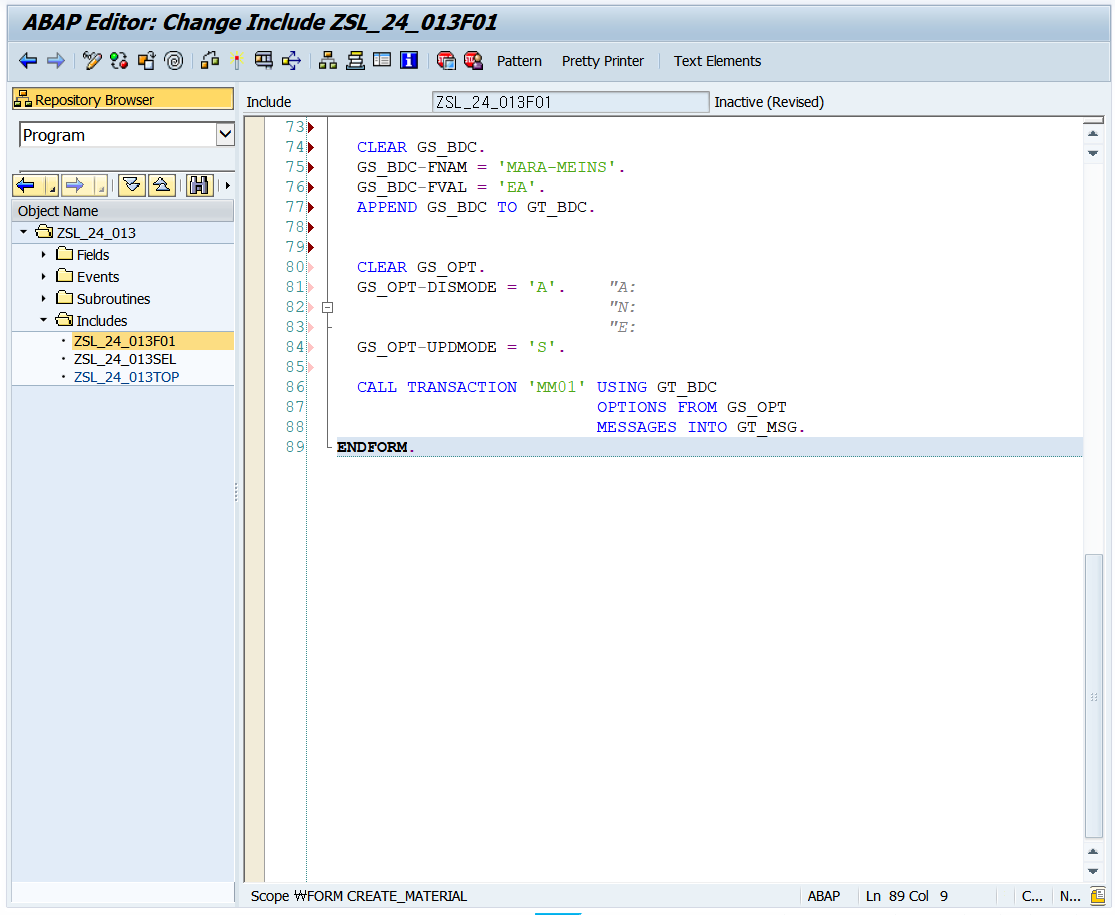 ABAP Editor: Change Include ZSL_24_013F01
Pattern Pretty Printer Text Elements
Repository Browser
Program
Object Name
ZSL_24_013
Fields
Events
Subroutines
Includes
ZSL_24_013F01
ZSL_24_013SEL
ZSL_24_013TOP
Include ZSL_24_013F01 Inactive (Revised)
73
74 CLEAR GS_BDC.
75 GS_BDC-FNAM = 'MARA-MEINS'.
76 GS_BDC-FVAL = 'EA'.
77 APPEND GS_BDC TO GT_BDC.
78
79
80 CLEAR GS_OPT.
81 GS_OPT-DISMODE = 'A'. "A:
82 "N:
83 "E:
84 GS_OPT-UPDMODE = 'S'.
85
86 CALL TRANSACTION 'MM01' USING GT_BDC
87 OPTIONS FROM GS_OPT
88 MESSAGES INTO GT_MSG.
89 ENDFORM.
Scope ₩FORM CREATE_MATERIAL ABAP Ln 89 Col 9 C... N...